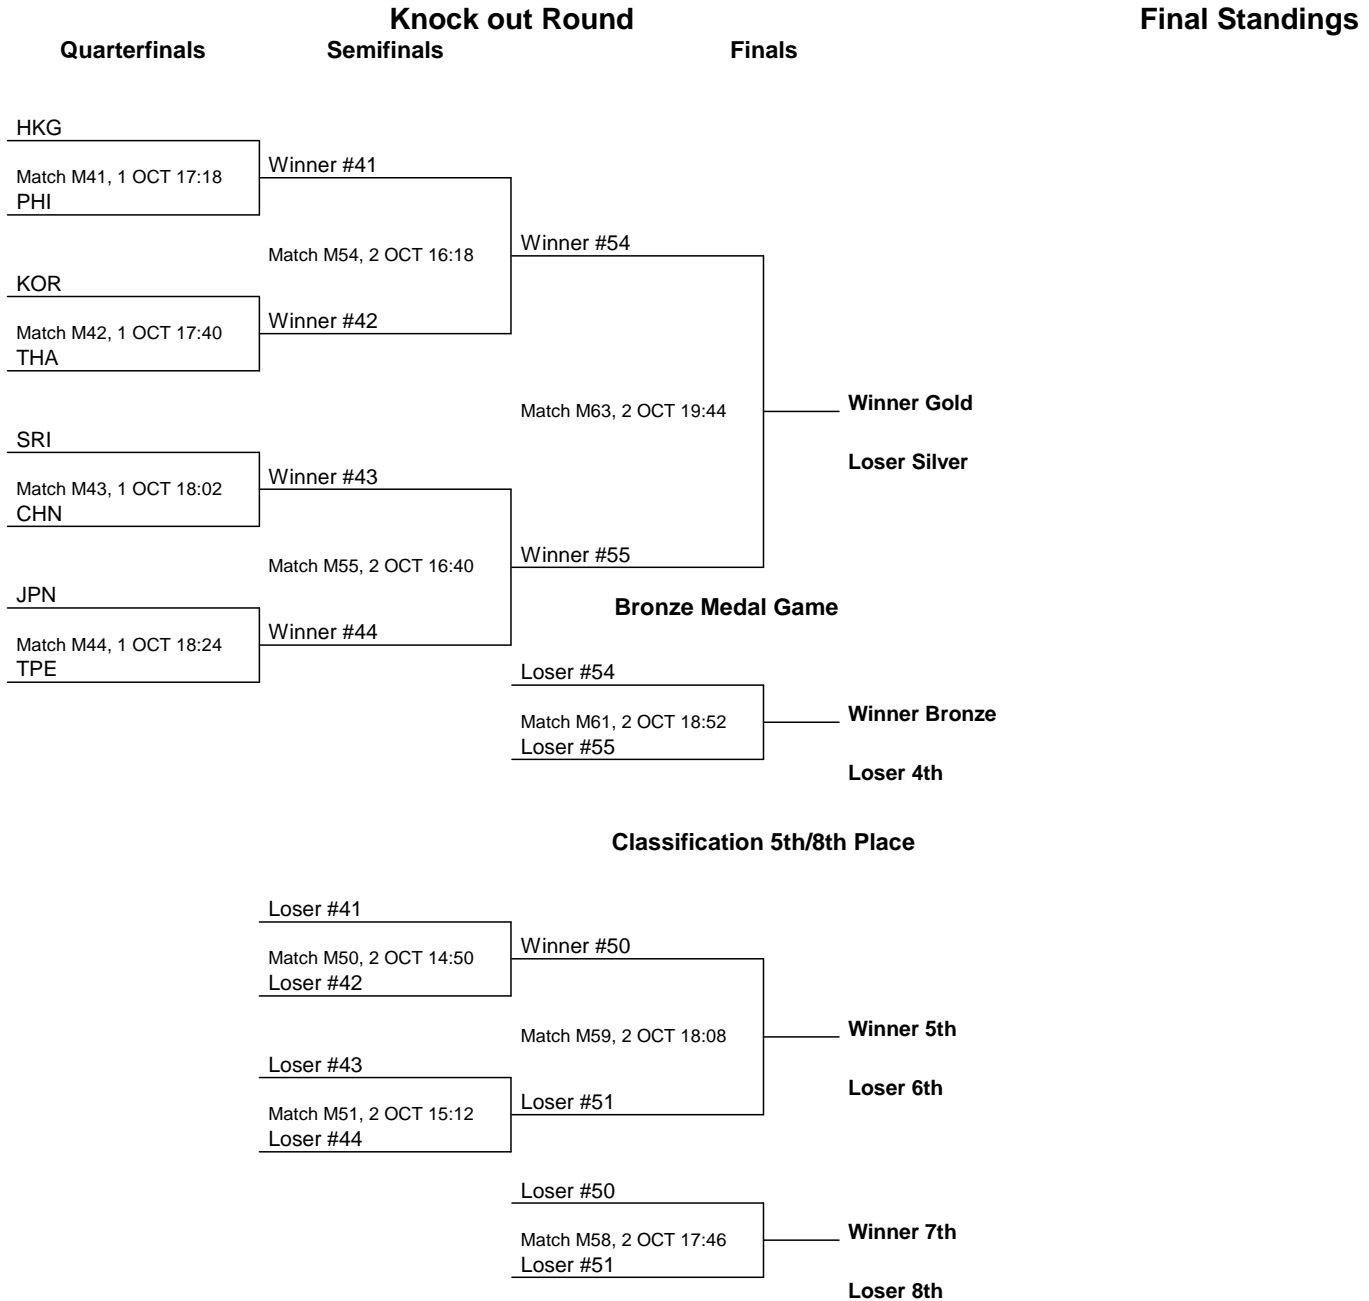 Knock out Round
Final Standings
Quarterfinals
Semifinals
Finals
HKG
Match M41, 1 OCT 17:18
PHI
Winner #41
Match M54, 2 OCT 16:18
Winner #54
KOR
Match M42, 1 OCT 17:40
THA
Winner #42
Match M63, 2 OCT 19:44
Winner Gold
Loser Silver
SRI
Match M43, 1 OCT 18:02
CHN
Winner #43
Match M55, 2 OCT 16:40
Winner #55
JPN
Match M44, 1 OCT 18:24
TPE
Winner #44
Bronze Medal Game
Loser #54
Match M61, 2 OCT 18:52
Loser #55
Winner Bronze
Loser 4th
Classification 5th/8th Place
Loser #41
Match M50, 2 OCT 14:50
Loser #42
Winner #50
Match M59, 2 OCT 18:08
Winner 5th
Loser 6th
Loser #43
Match M51, 2 OCT 15:12
Loser #44
Loser #51
Loser #50
Match M58, 2 OCT 17:46
Loser #51
Winner 7th
Loser 8th